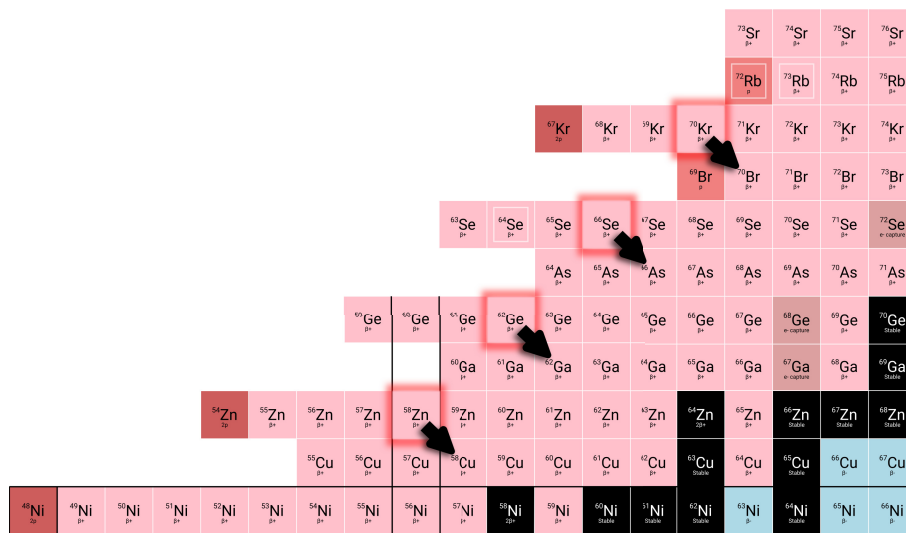 ⁷³Sr ⁷⁴Sr ⁷⁵Sr ⁷⁶Sr
β+ β+ β+ β+
⁷²Rb ⁷³Rb ⁷⁴Rb ⁷⁵Rb
p β+ β+ β+
⁶⁷Kr ⁶⁸Kr ⁶⁹Kr ⁷⁰Kr ⁷¹Kr ⁷²Kr ⁷³Kr ⁷⁴Kr
2p β+ β+ β+ β+ β+ β+ β+
⁶⁹Br ⁷⁰Br ⁷¹Br ⁷²Br ⁷³Br
p β+ β+ β+ β+
⁶³Se ⁶⁴Se ⁶⁵Se ⁶⁶Se ⁶⁷Se ⁶⁸Se ⁶⁹Se ⁷⁰Se ⁷¹Se ⁷²Se
β+ β+ β+ β+ β+ β+ β+ β+ β+ e- capture
⁶⁴As ⁶⁵As ⁶⁶As ⁶⁷As ⁶⁸As ⁶⁹As ⁷⁰As ⁷¹As
β+ β+ β+ β+ β+ β+ β+ β+
⁵⁹Ge ⁶⁰Ge ⁶¹Ge ⁶²Ge ⁶³Ge ⁶⁴Ge ⁶⁵Ge ⁶⁶Ge ⁶⁷Ge ⁶⁸Ge ⁶⁹Ge ⁷⁰Ge
β+ β+ β+ β+ β+ β+ β+ β+ β+ e- capture β+ Stable
⁶⁰Ga ⁶¹Ga ⁶²Ga ⁶³Ga ⁶⁴Ga ⁶⁵Ga ⁶⁶Ga ⁶⁷Ga ⁶⁸Ga ⁶⁹Ga
β+ β+ β+ β+ β+ β+ β+ e- capture β+ Stable
⁵⁴Zn ⁵⁵Zn ⁵⁶Zn ⁵⁷Zn ⁵⁸Zn ⁵⁹Zn ⁶⁰Zn ⁶¹Zn ⁶²Zn ⁶³Zn ⁶⁴Zn ⁶⁵Zn ⁶⁶Zn ⁶⁷Zn ⁶⁸Zn
2p β+ β+ β+ β+ β+ β+ β+ β+ β+ 2β+ β+ Stable Stable Stable
⁵⁵Cu ⁵⁶Cu ⁵⁷Cu ⁵⁸Cu ⁵⁹Cu ⁶⁰Cu ⁶¹Cu ⁶²Cu ⁶³Cu ⁶⁴Cu ⁶⁵Cu ⁶⁶Cu ⁶⁷Cu
β+ β+ β+ β+ β+ β+ β+ β+ Stable β+ Stable β- β-
⁴⁸Ni ⁴⁹Ni ⁵⁰Ni ⁵¹Ni ⁵²Ni ⁵³Ni ⁵⁴Ni ⁵⁵Ni ⁵⁶Ni ⁵⁷Ni ⁵⁸Ni ⁵⁹Ni ⁶⁰Ni ⁶¹Ni ⁶²Ni ⁶³Ni ⁶⁴Ni ⁶⁵Ni ⁶⁶Ni
2p β+ β+ β+ β+ β+ β+ β+ β+ β+ 2β+ β+ Stable Stable Stable β- Stable β- β-